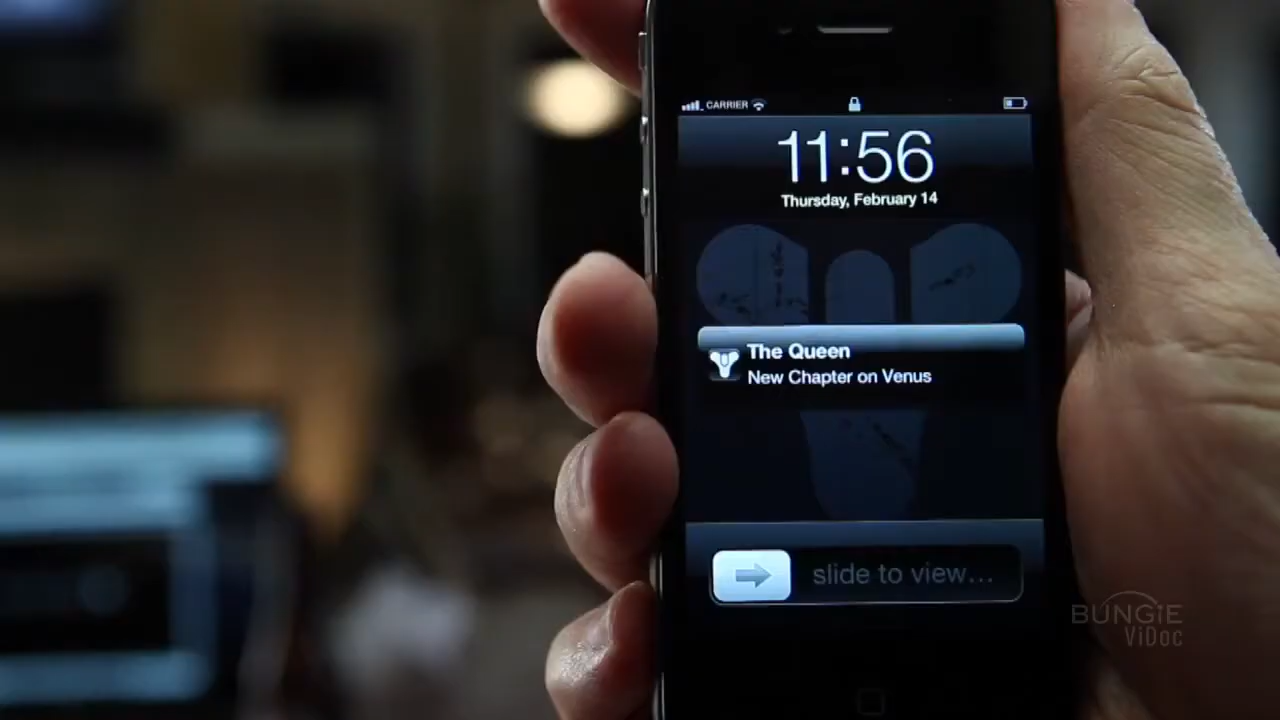 CARRIER
11:56
Thursday, February 14
The Queen
New Chapter on Venus
slide to view...
BUNGiE
ViDoc